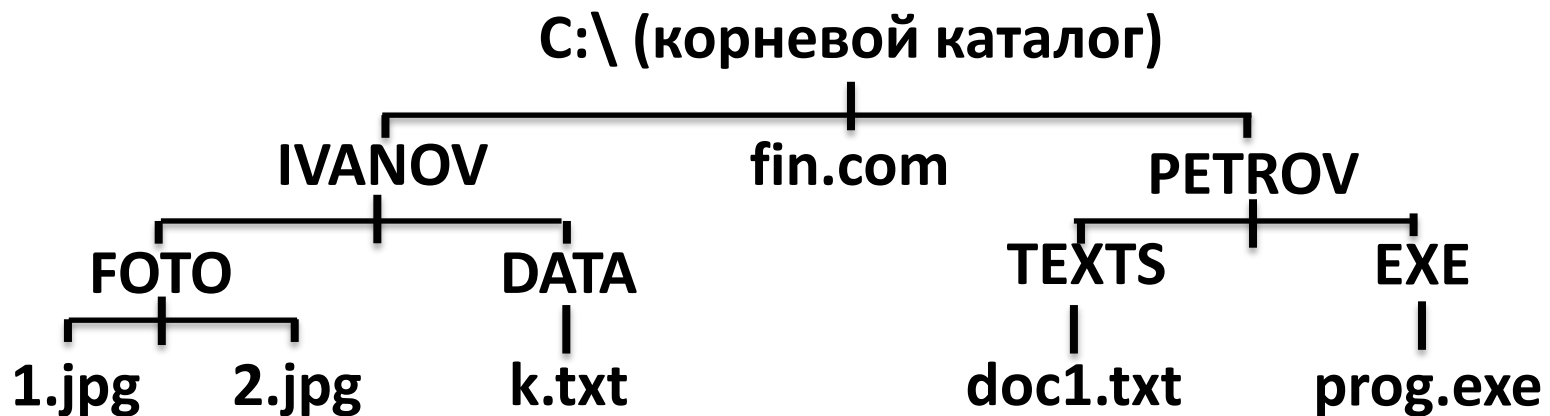 C:\ (корневой каталог)
IVANOV fin.com PETROV
FOTO DATA TEXTS EXE
1.jpg 2.jpg k.txt doc1.txt prog.exe